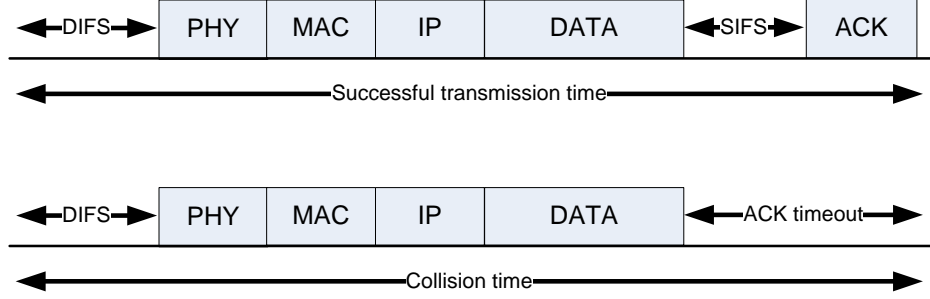 DIFS PHY MAC IP DATA SIFS ACK
Successful transmission time
DIFS PHY MAC IP DATA ACK timeout
Collision time